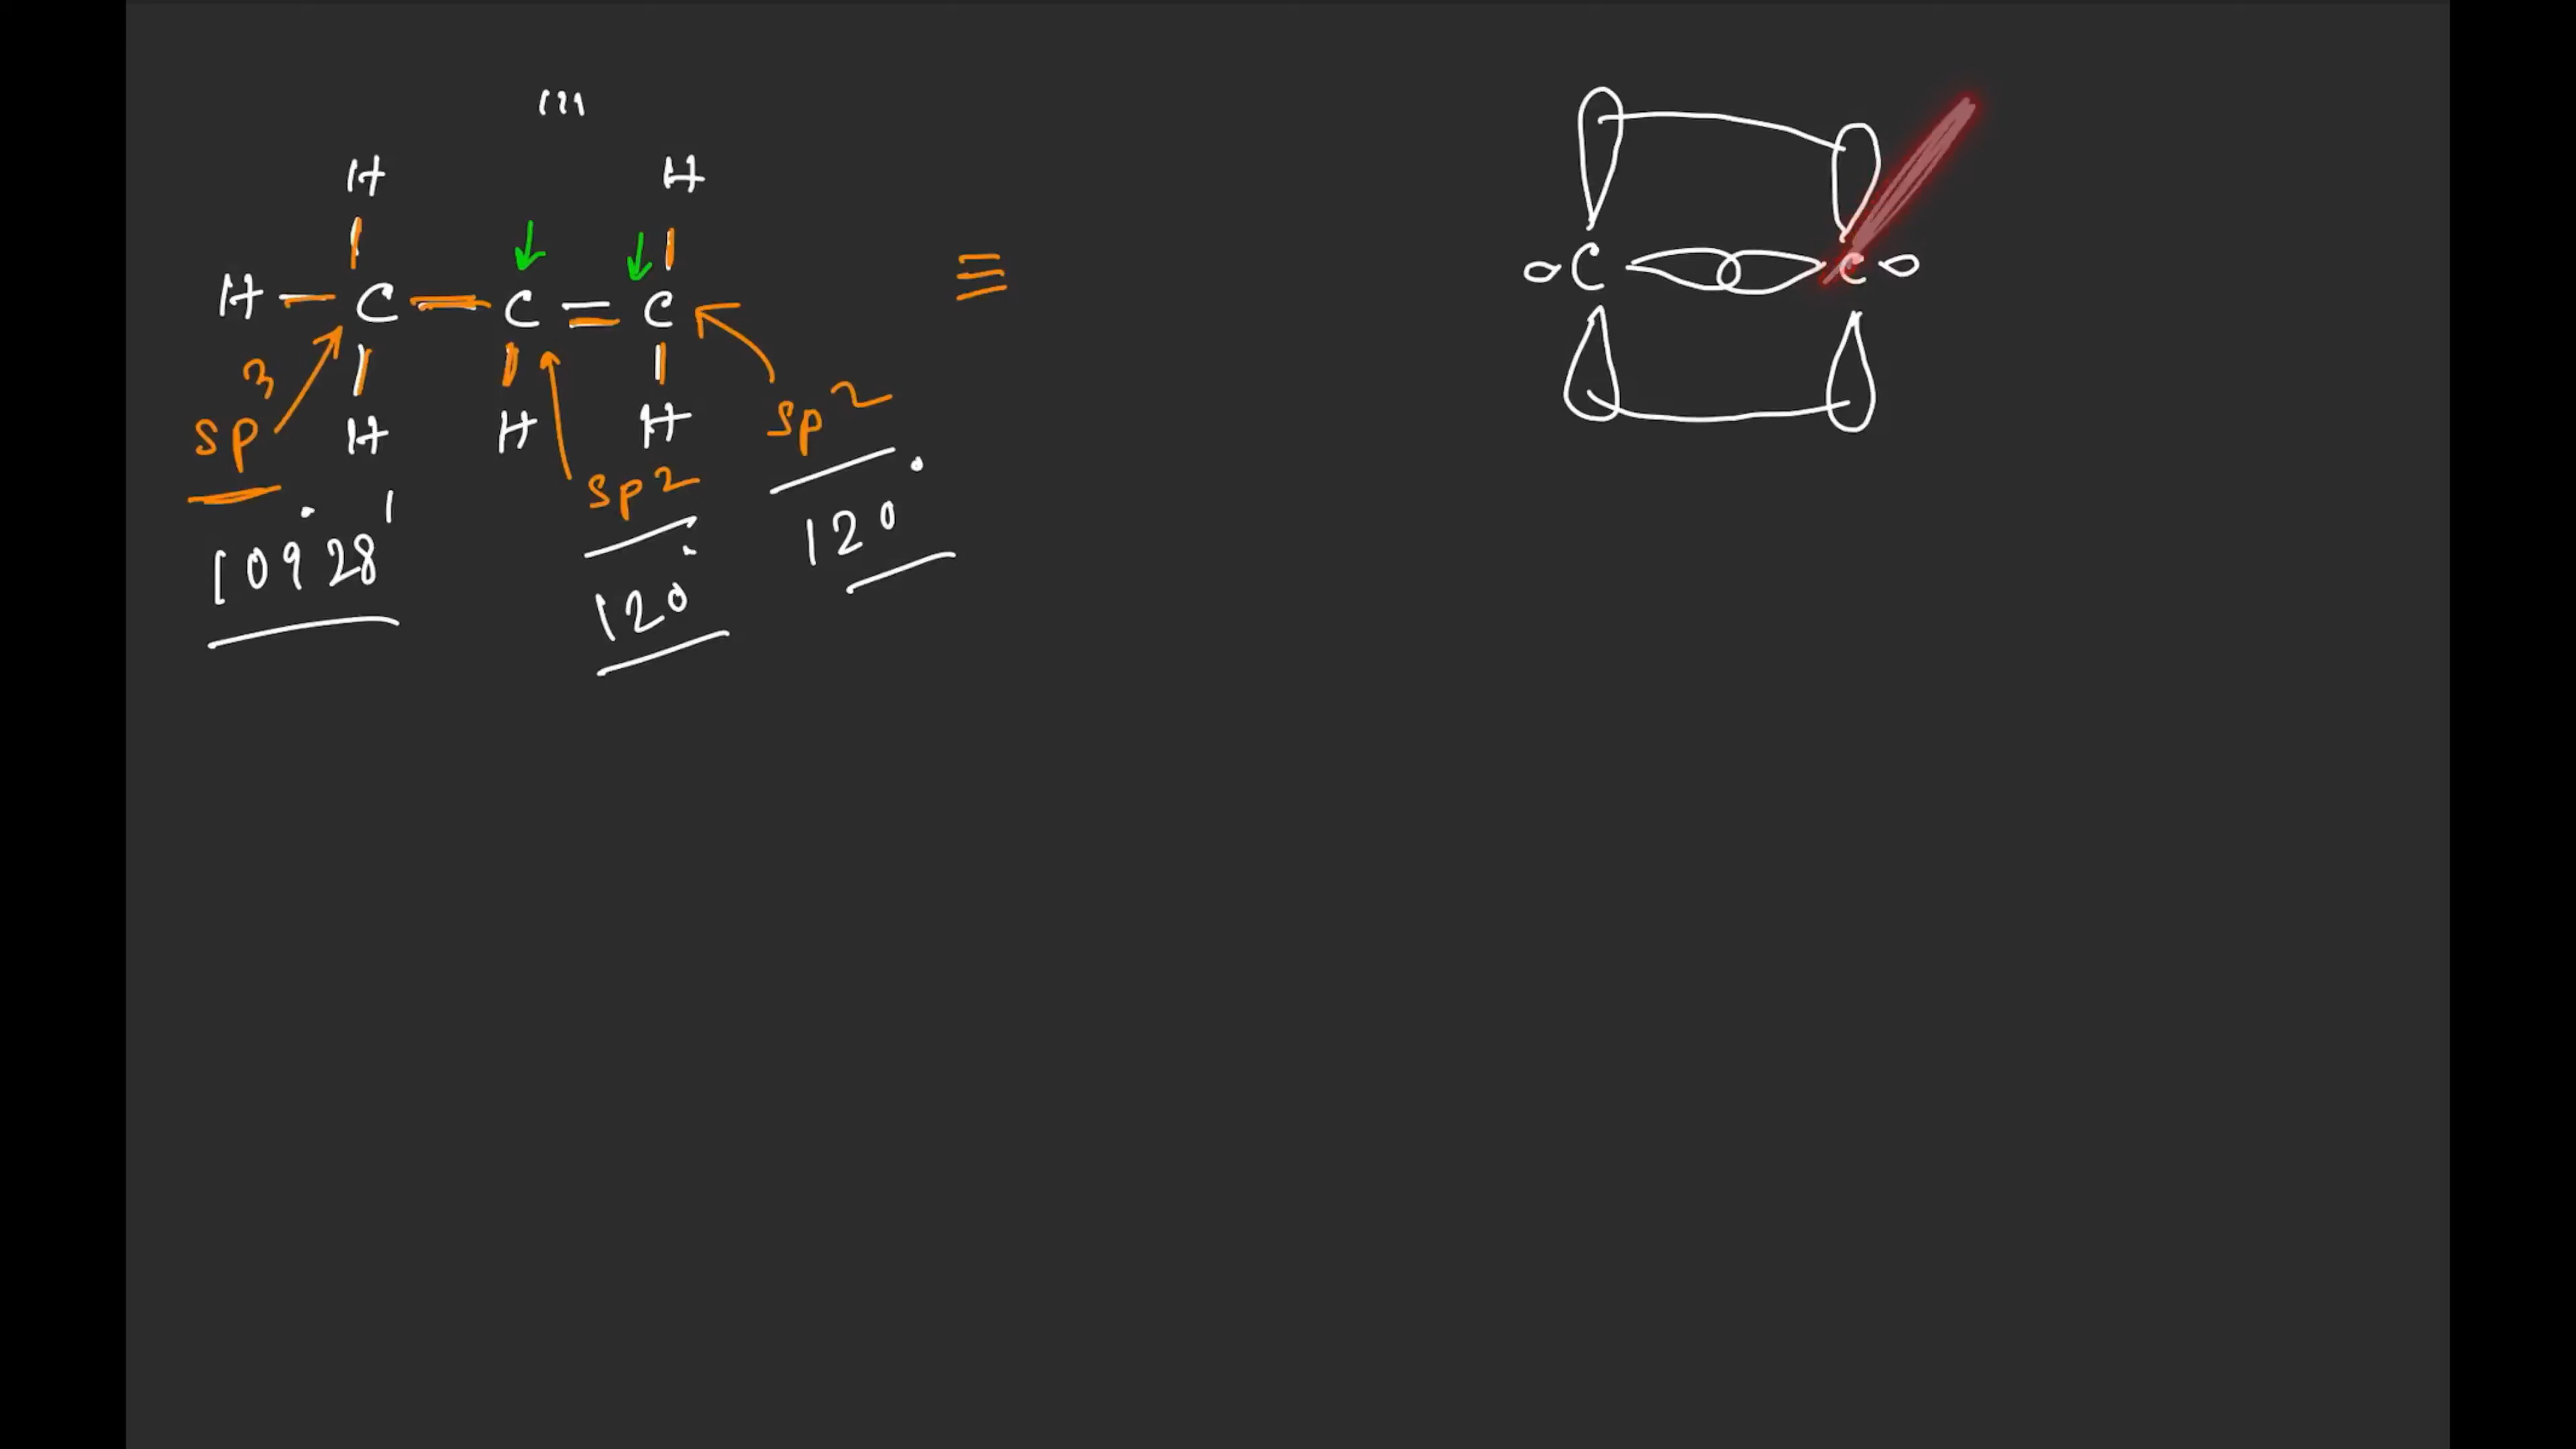 H H
H - C - C = C ≡
H H H
sp³ sp2 sp²
109°28' 120° 120°
C C